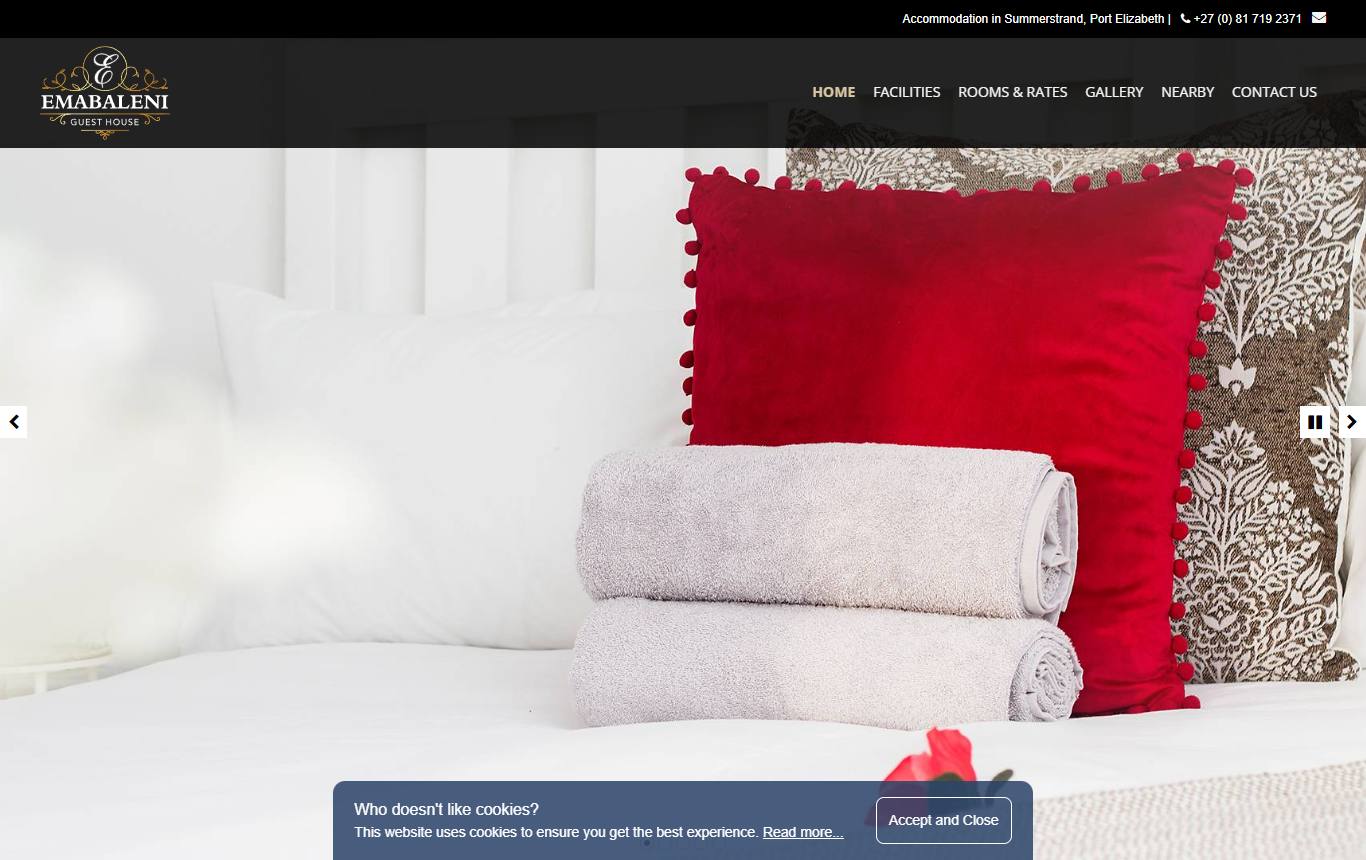 Accommodation in Summerstrand, Port Elizabeth | +27 (0) 81 719 2371
E
EMABALENI
GUEST HOUSE
HOME FACILITIES ROOMS & RATES GALLERY NEARBY CONTACT US
Who doesn't like cookies?
This website uses cookies to ensure you get the best experience. Read more...
Accept and Close